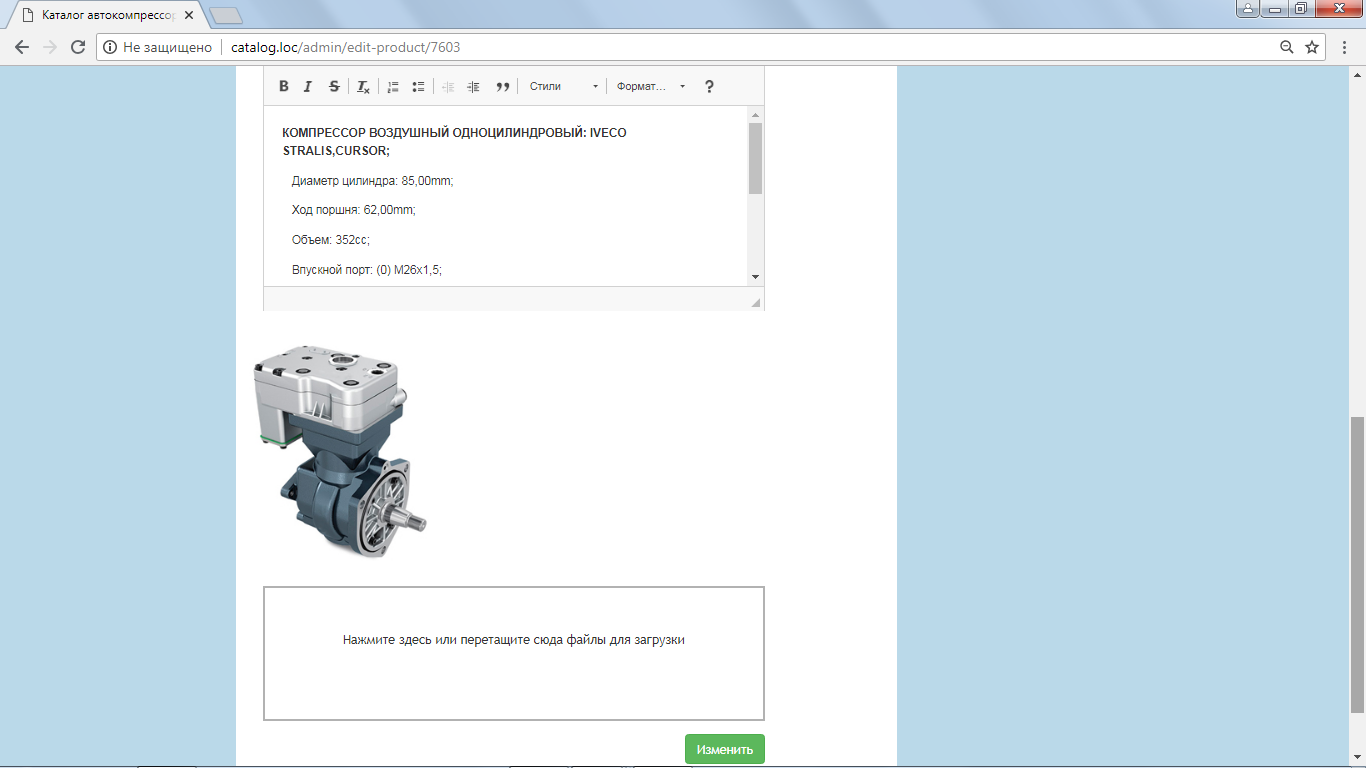 Каталог автокомпрессор
Не защищено
catalog.loc/admin/edit-product/7603
B I S Tx Стили Формат... ?
КОМПРЕССОР ВОЗДУШНЫЙ ОДНОЦИЛИНДРОВЫЙ: IVECO
STRALIS,CURSOR;
Диаметр цилиндра: 85,00mm;
Ход поршня: 62,00mm;
Объем: 352cc;
Впускной порт: (0) M26x1,5;
Нажмите здесь или перетащите сюда файлы для загрузки
Изменить